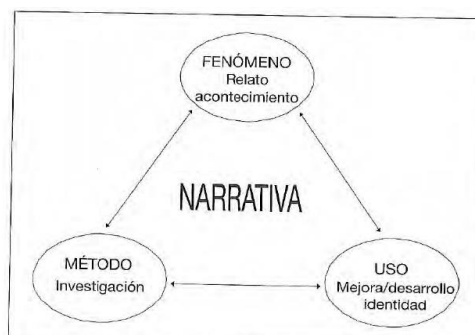 FENÓMENO
Relato
acontecimiento
NARRATIVA
MÉTODO
Investigación
USO
Mejora/desarrollo
identidad